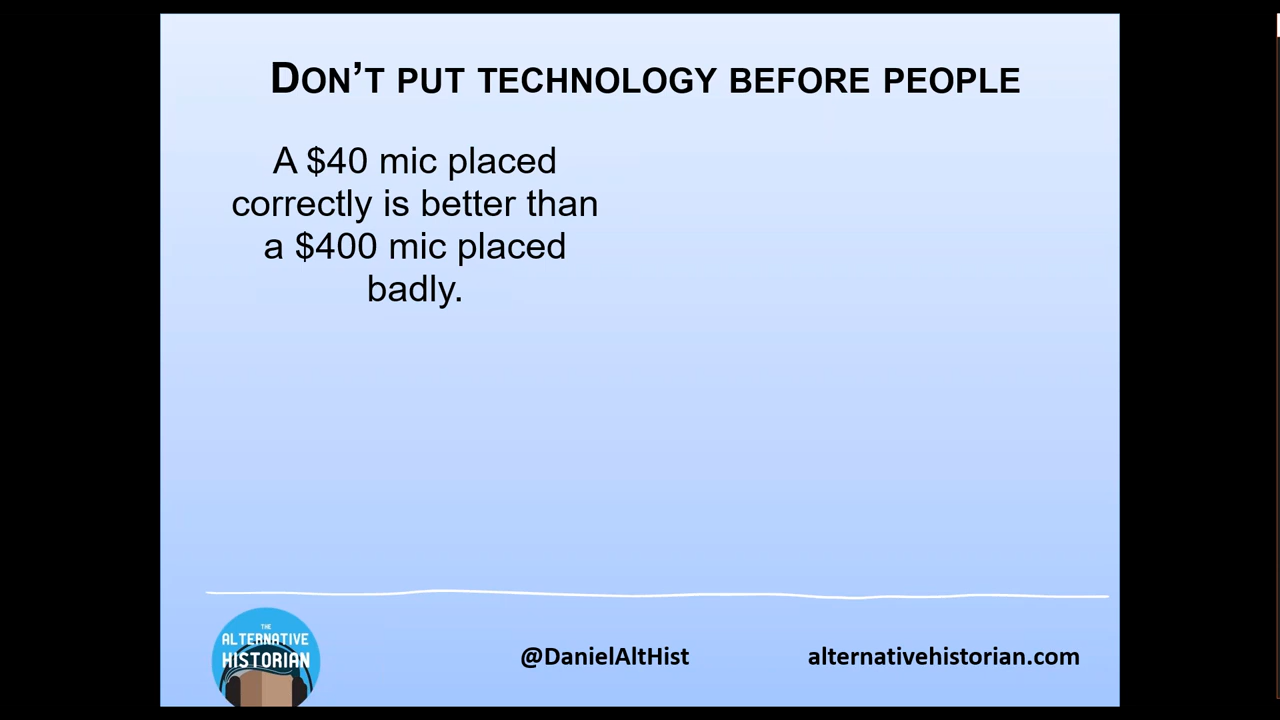 DON'T PUT TECHNOLOGY BEFORE PEOPLE
A $40 mic placed
correctly is better than
a $400 mic placed
badly.
THE
ALTERNATIVE
HISTORIAN
@DanielAltHist
alternativehistorian.com